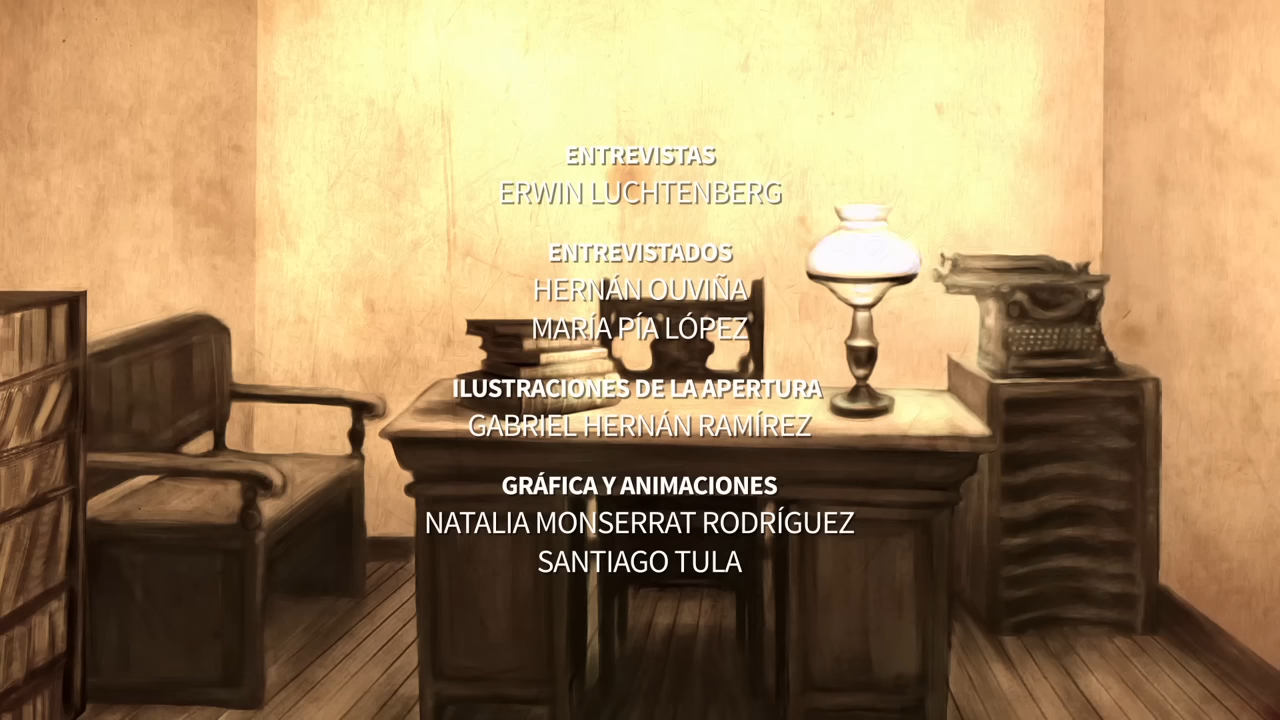 ENTREVISTAS
ERWIN LUCHTENBERG
ENTREVISTADOS
HERNÁN OUVIÑA
MARÍA PÍA LÓPEZ
ILUSTRACIONES DE LA APERTURA
GABRIEL HERNÁN RAMÍREZ
GRÁFICA Y ANIMACIONES
NATALIA MONSERRAT RODRÍGUEZ
SANTIAGO TULA